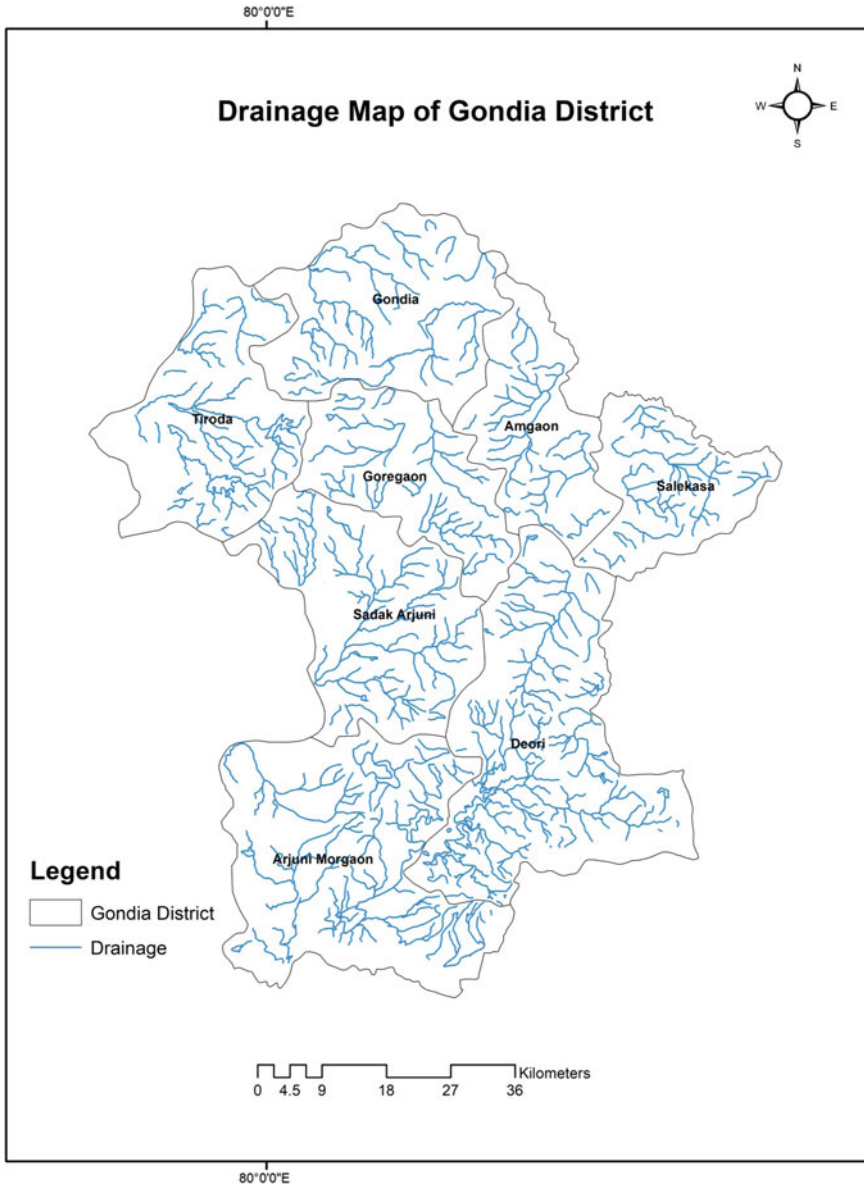 80°0'0"E
Drainage Map of Gondia District
N
W E
S
Gondia
Tiroda
Amgaon
Goregaon
Salekasa
Sadak Arjuni
Deori
Arjuni Morgaon
Legend
Gondia District
Drainage
Kilometers
0 4.5 9 18 27 36
80°0'0"E